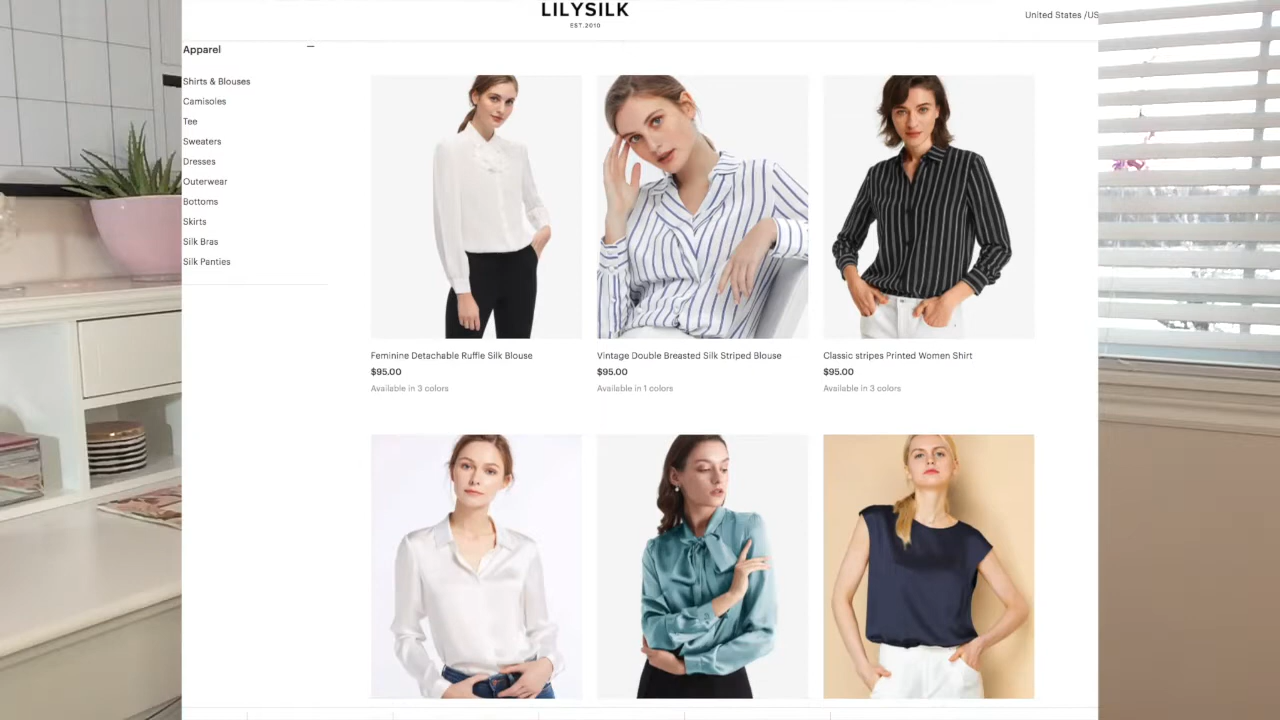 LILYSILK
EST.2010
United States /US
Apparel
Shirts & Blouses
Camisoles
Tee
Sweaters
Dresses
Outerwear
Bottoms
Skirts
Silk Bras
Silk Panties
Feminine Detachable Ruffle Silk Blouse
$95.00
Available in 3 colors
Vintage Double Breasted Silk Striped Blouse
$95.00
Available in 1 colors
Classic stripes Printed Women Shirt
$95.00
Available in 3 colors